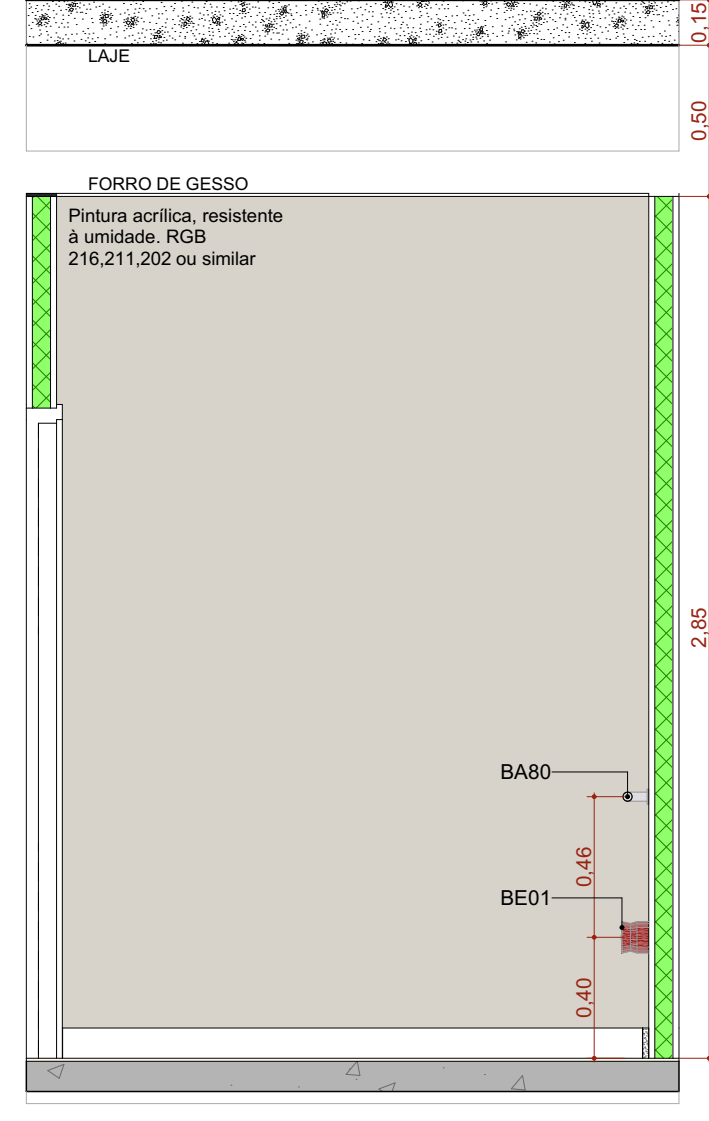 0,15
LAJE
0,50
FORRO DE GESSO
Pintura acrílica, resistente
à umidade. RGB
216,211,202 ou similar
2,85
BA80
0,46
BE01
0,40